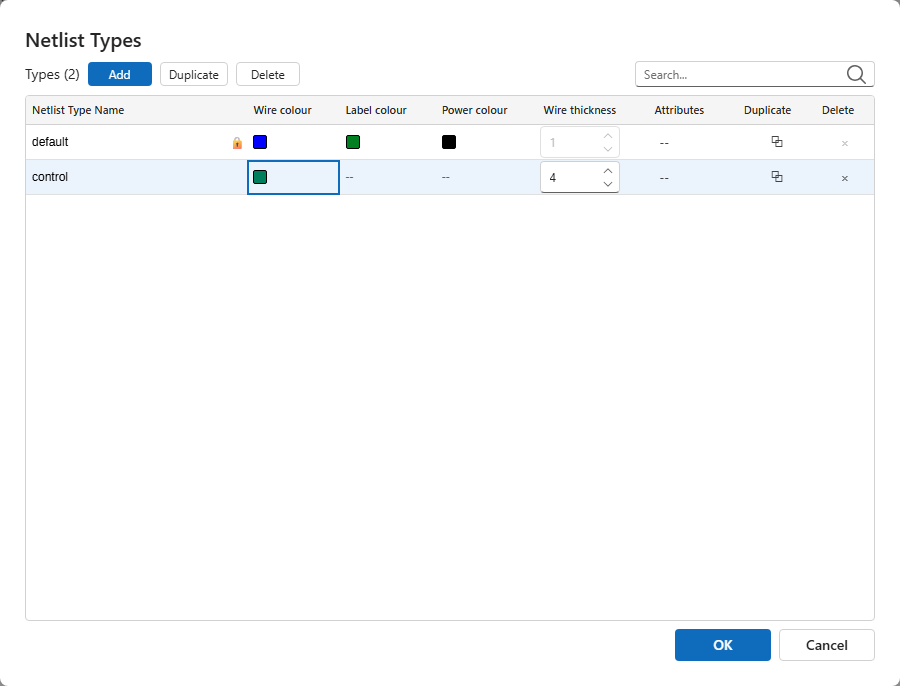 Netlist Types
Types (2) Add Duplicate Delete Search...
Netlist Type Name Wire colour Label colour Power colour Wire thickness Attributes Duplicate Delete
default 1 -- ×
control -- -- 4 -- ×
OK Cancel